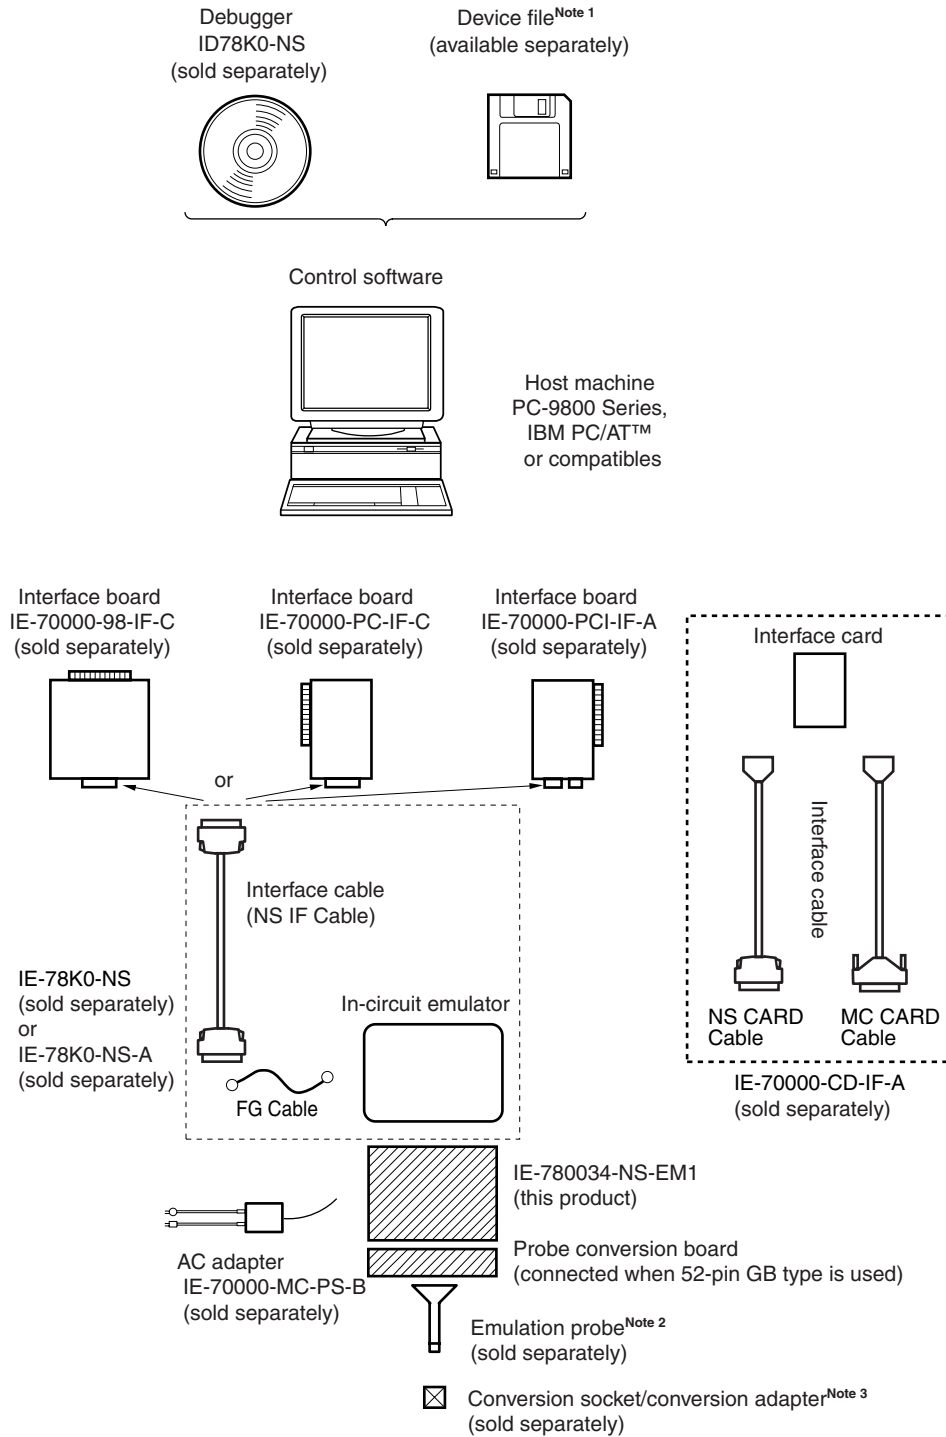 Debugger
ID78K0-NS
(sold separately)
Device file Note 1
(available separately)
Control software
Host machine
PC-9800 Series,
IBM PC/AT™
or compatibles
Interface board
IE-70000-98-IF-C
(sold separately)
Interface board
IE-70000-PC-IF-C
(sold separately)
Interface board
IE-70000-PCI-IF-A
(sold separately)
Interface card
or
Interface cable
NS CARD
Cable
MC CARD
Cable
IE-70000-CD-IF-A
(sold separately)
Interface cable
(NS IF Cable)
IE-78K0-NS
(sold separately)
or
IE-78K0-NS-A
(sold separately)
In-circuit emulator
FG Cable
IE-780034-NS-EM1
(this product)
AC adapter
IE-70000-MC-PS-B
(sold separately)
Probe conversion board
(connected when 52-pin GB type is used)
Emulation probe Note 2
(sold separately)
Conversion socket/conversion adapter Note 3
(sold separately)